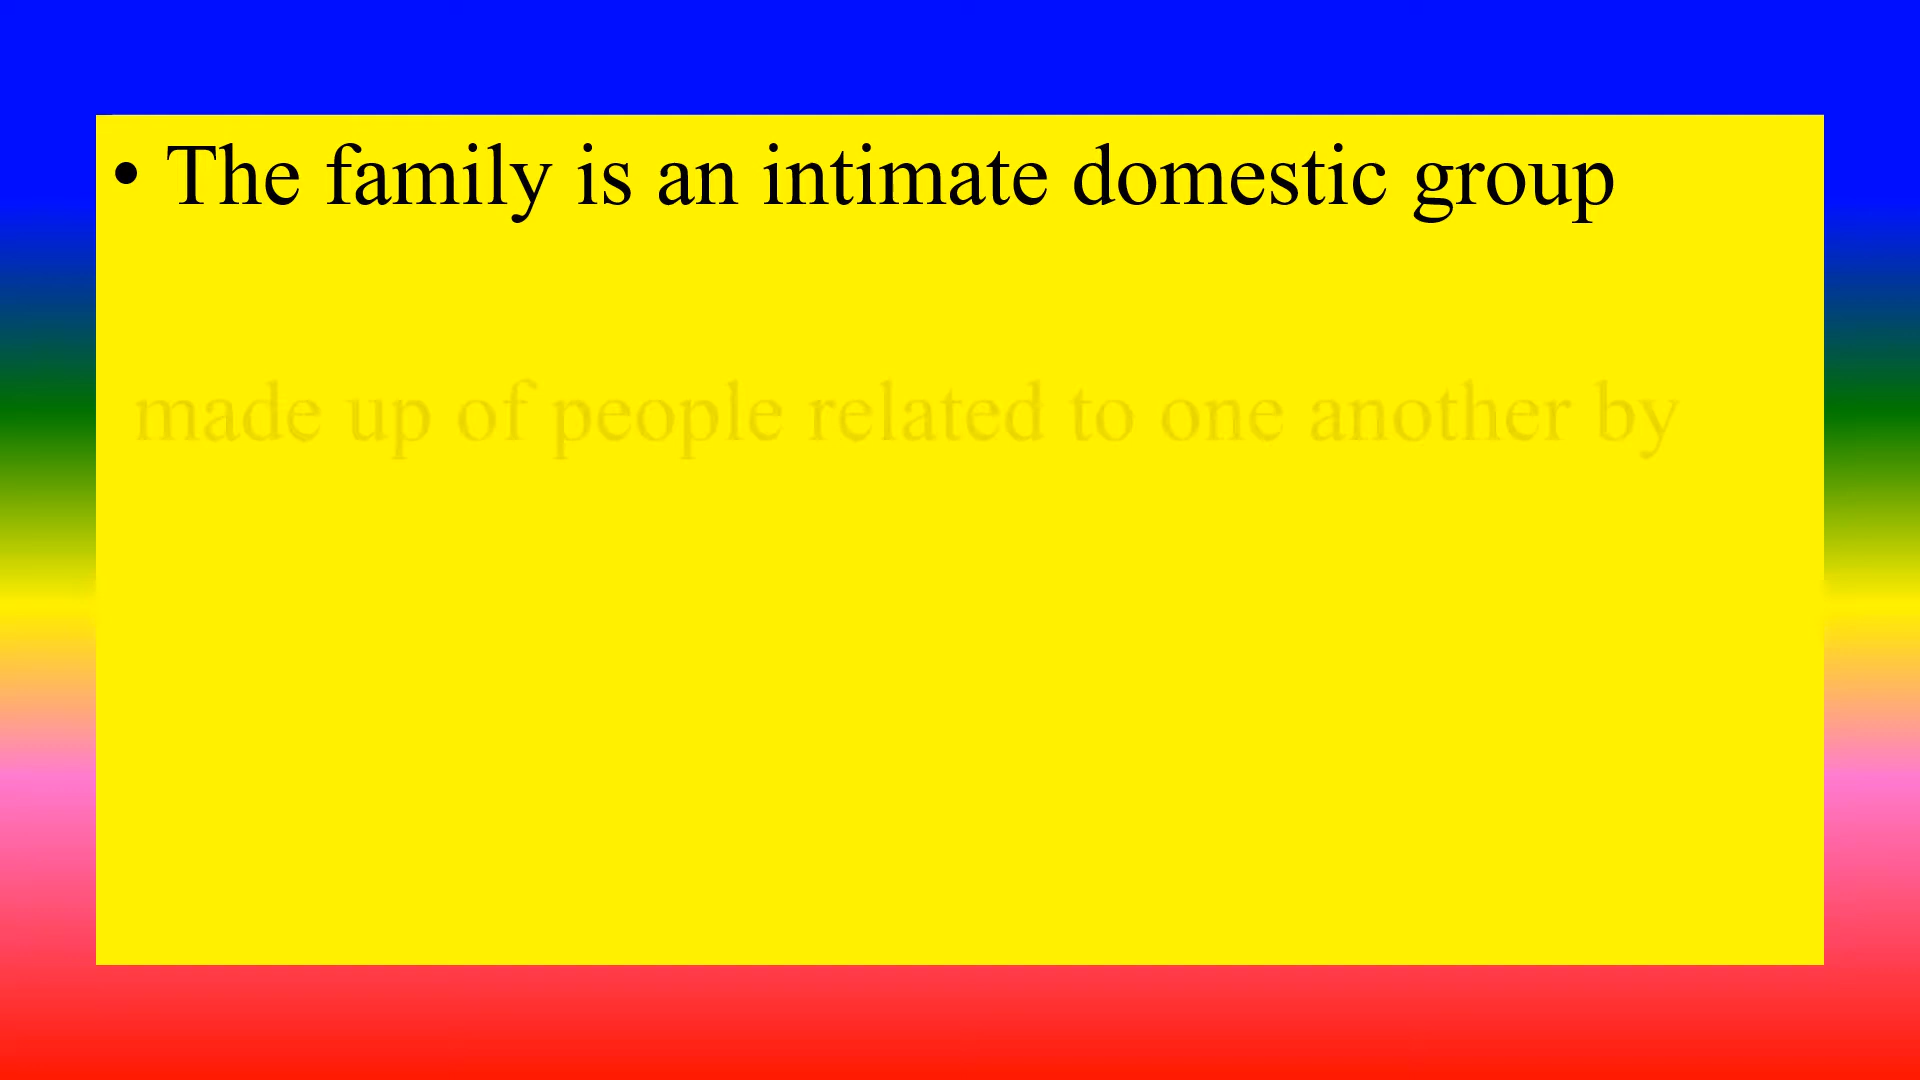 • The family is an intimate domestic group
made up of people related to one another by